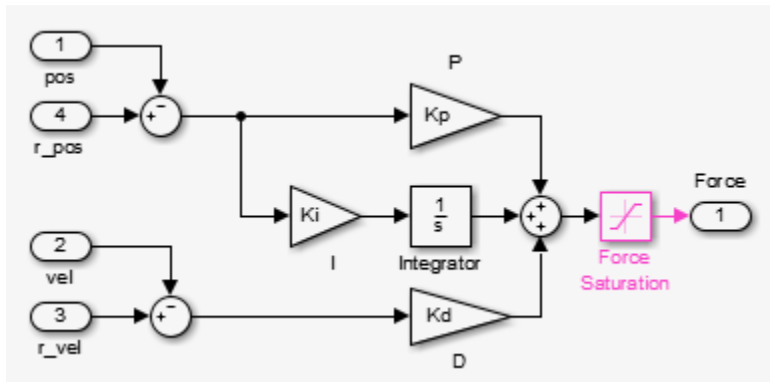 1
pos
4
r_pos
−
+
P
Kp
Ki
I
1
s
Integrator
+
+
+
Force
1
Force
Saturation
2
vel
3
r_vel
−
+
Kd
D